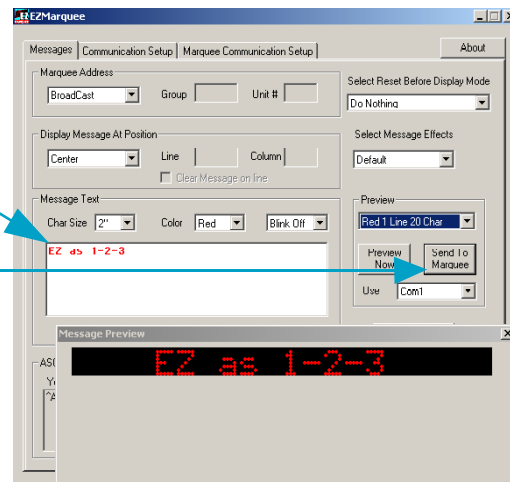 EZMarquee
Messages Communication Setup Marquee Communication Setup About
Marquee Address
BroadCast Group Unit #
Select Reset Before Display Mode
Do Nothing
Display Message At Position
Center Line Column
Clear Message on line
Select Message Effects
Default
Message Text
Char Size 2" Color Red Blink Off
EZ as 1-2-3
Preview
Red 1 Line 20 Char
Preview Now
Send To Marquee
Use Com1
Message Preview
EZ as 1-2-3